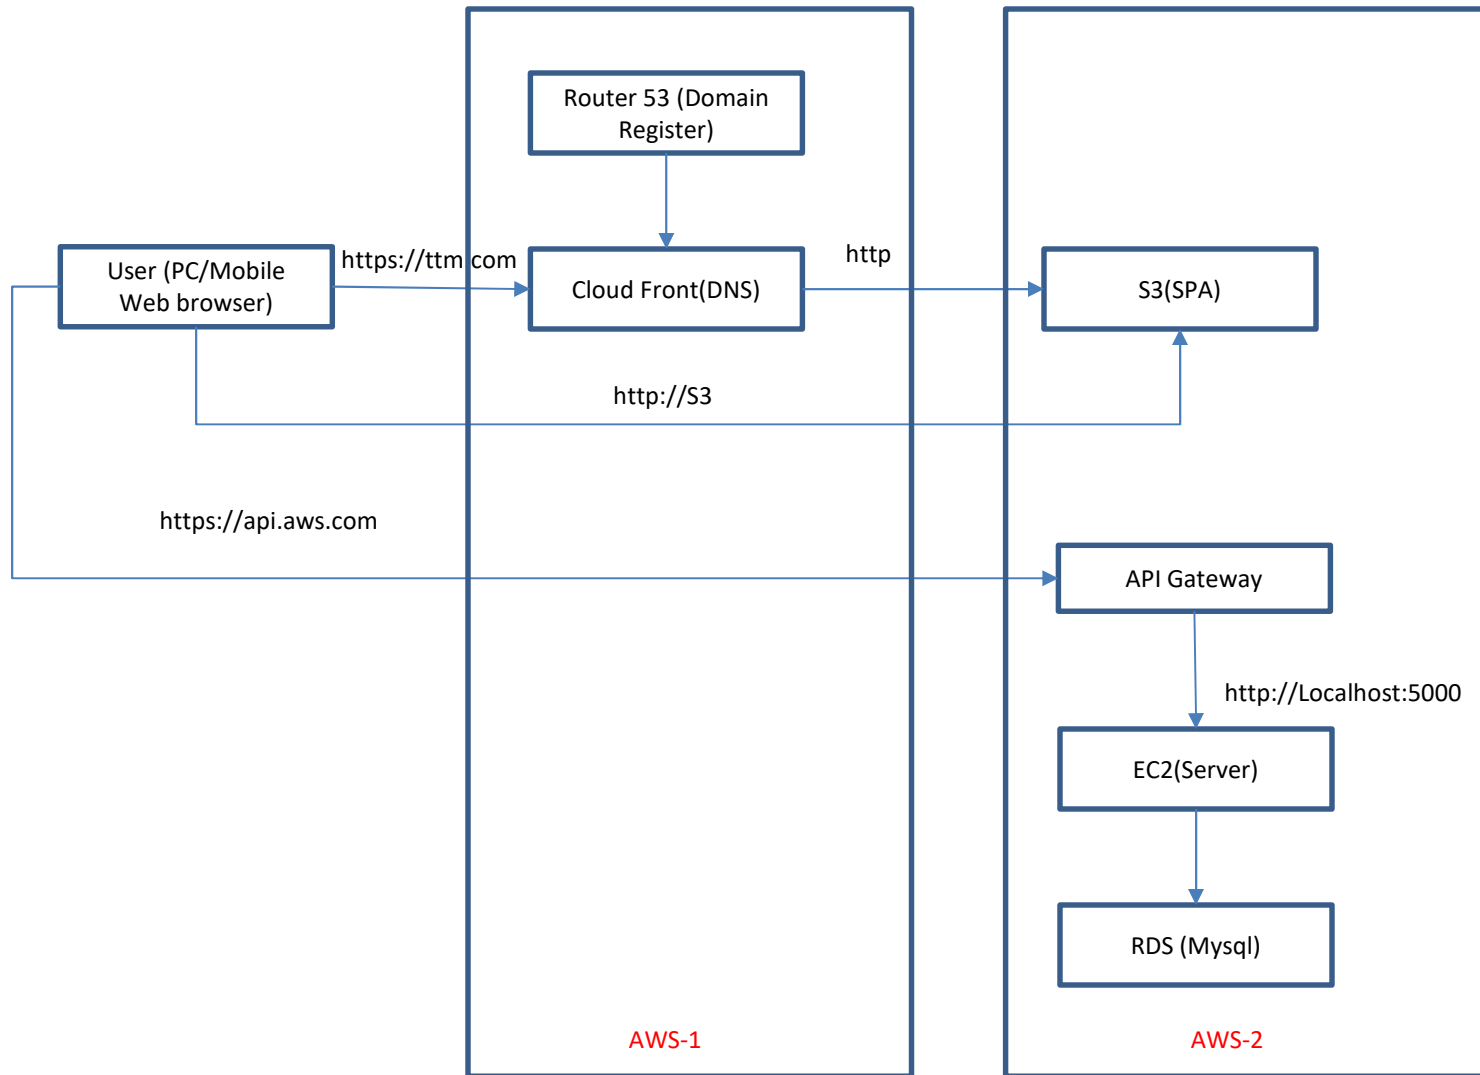 Router 53 (Domain
Register)
User (PC/Mobile
Web browser)
https://ttm.com
Cloud Front(DNS)
http
S3(SPA)
http://S3
https://api.aws.com
API Gateway
http://Localhost:5000
EC2(Server)
RDS (Mysql)
AWS-1
AWS-2